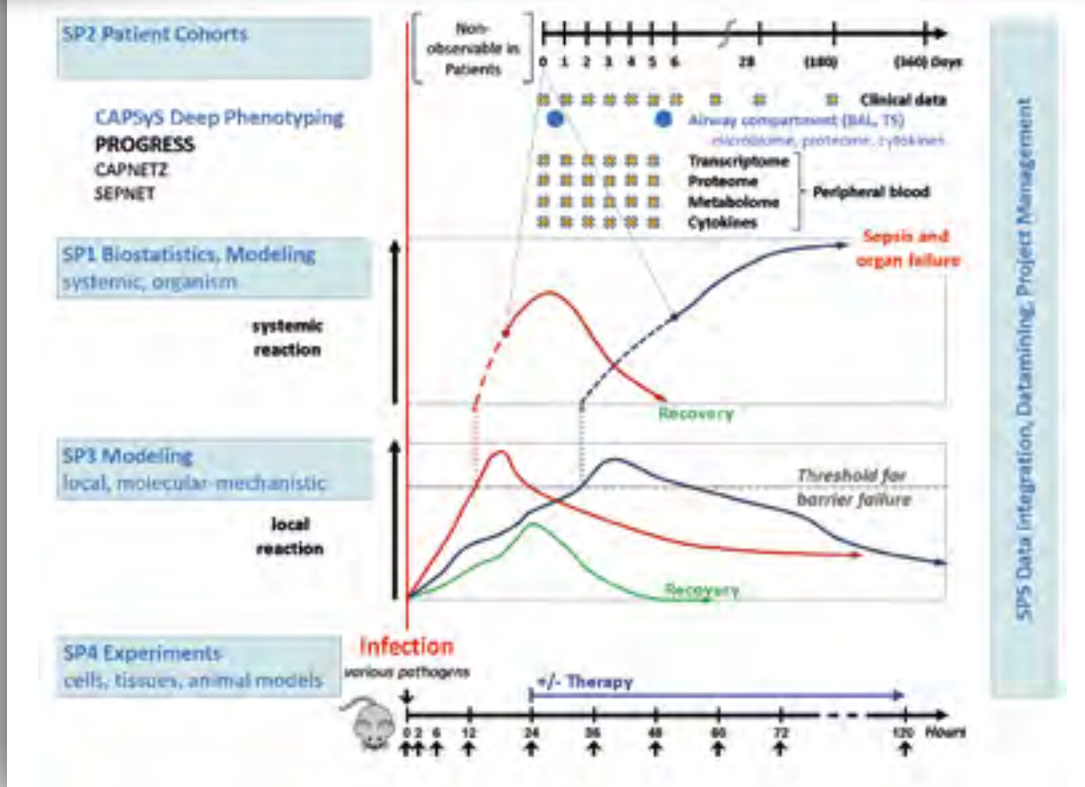 SP2 Patient Cohorts
Non-
observable in
Patients
0 1 2 3 4 5 6 28 (180) (360) Days
Clinical data
CAPSyS Deep Phenotyping
PROGRESS
CAPNETZ
SEPNET
Airway compartment (BAL, TS)
microbiome, proteome, cytokines
Transcriptome
Proteome
Metabolome
Cytokines
Peripheral blood
SP1 Biostatistics, Modeling
systemic, organism
systemic
reaction
Sepsis and
organ failure
Recovery
SP3 Modeling
local, molecular-mechanistic
local
reaction
Threshold for
barrier failure
Recovery
SP4 Experiments
cells, tissues, animal models
Infection
various pathogens
+/- Therapy
0 2 6 12 24 36 48 60 72 120 Hours
SP5 Data integration, Datamining, Project Management